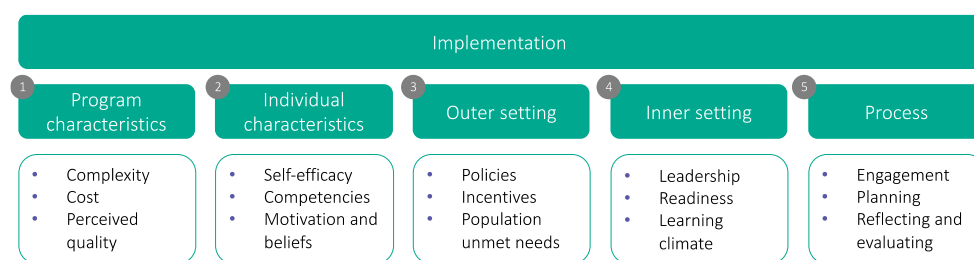 Implementation
1
Program
characteristics
2
Individual
characteristics
3
Outer setting
4
Inner setting
5
Process
• Complexity
• Cost
• Perceived
quality
• Self-efficacy
• Competencies
• Motivation and
beliefs
• Policies
• Incentives
• Population
unmet needs
• Leadership
• Readiness
• Learning
climate
• Engagement
• Planning
• Reflecting and
evaluating